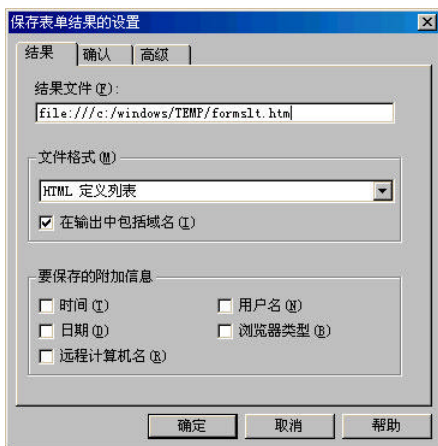 保存表单结果的设置
结果 确认 高级
结果文件(F):
file:///c:/windows/TEMP/formslt.htm
文件格式(M)
HTML 定义列表
在输出中包括域名(I)
要保存的附加信息
时间(T) 用户名(N)
日期(D) 浏览器类型(B)
远程计算机名(R)
确定 取消 帮助